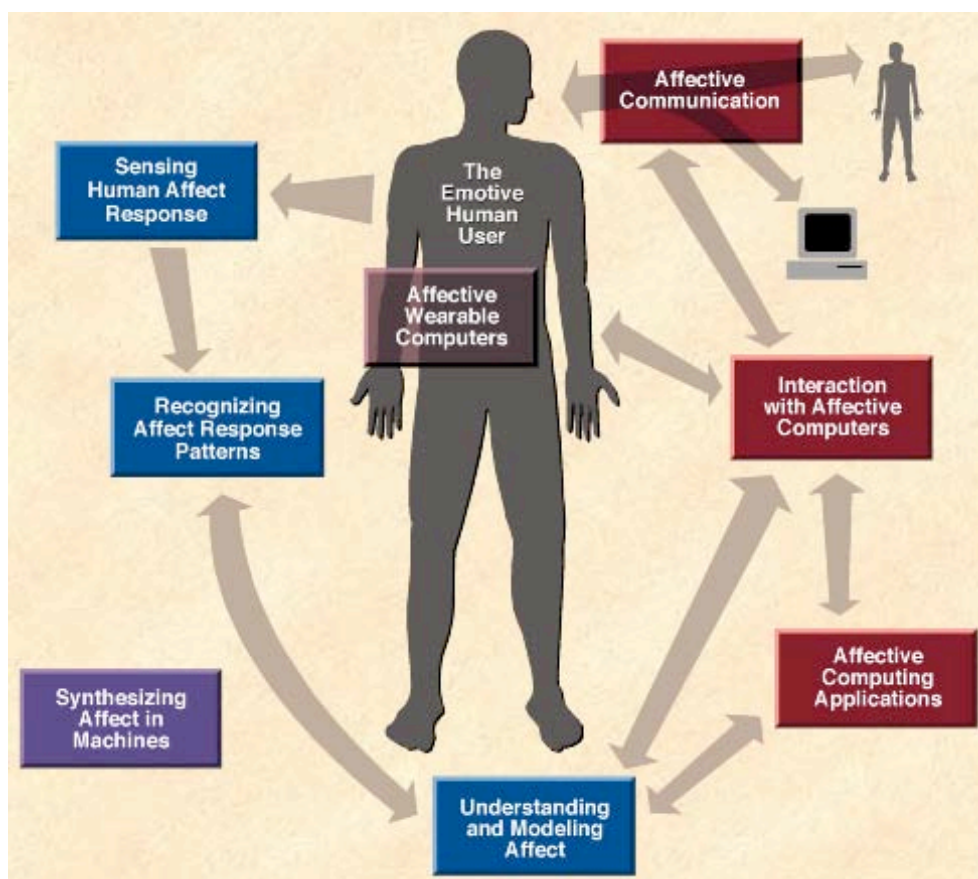 Affective
Communication
Sensing
Human Affect
Response
The
Emotive
Human
User
Affective
Wearable
Computers
Recognizing
Affect Response
Patterns
Interaction
with Affective
Computers
Synthesizing
Affect in
Machines
Affective
Computing
Applications
Understanding
and Modeling
Affect